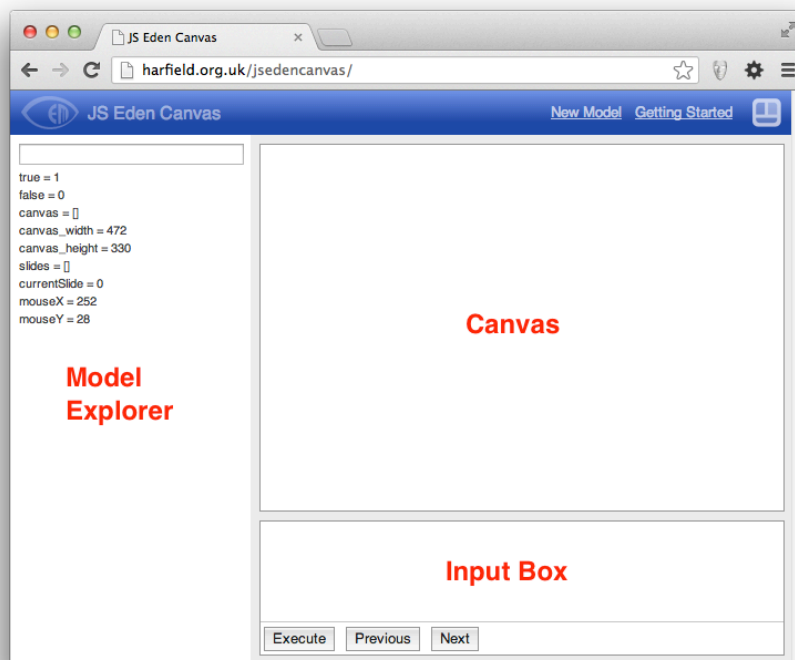 JS Eden Canvas
harfield.org.uk/jsedencanvas/
JS Eden Canvas
New Model Getting Started
true = 1
false = 0
canvas = []
canvas_width = 472
canvas_height = 330
slides = []
currentSlide = 0
mouseX = 252
mouseY = 28
Model
Explorer
Canvas
Input Box
Execute Previous Next